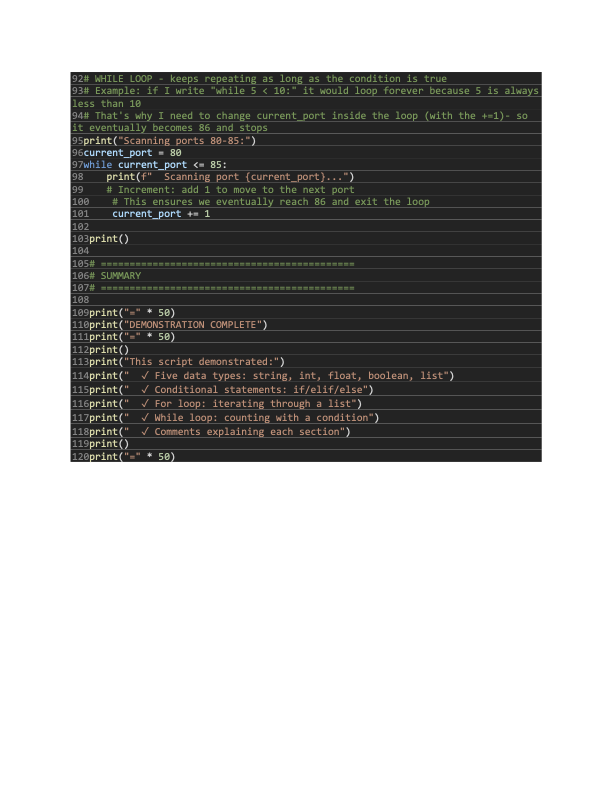 92# WHILE LOOP - keeps repeating as long as the condition is true
93# Example: if I write "while 5 < 10:" it would loop forever because 5 is always
less than 10
94# That's why I need to change current_port inside the loop (with the +=1)- so
it eventually becomes 86 and stops
95print("Scanning ports 80-85:")
96current_port = 80
97while current_port <= 85:
98    print(f"  Scanning port {current_port}...")
99    # Increment: add 1 to move to the next port
100    # This ensures we eventually reach 86 and exit the loop
101    current_port += 1
102
103print()
104
105# ===========================================
106# SUMMARY
107# ===========================================
108
109print("=" * 50)
110print("DEMONSTRATION COMPLETE")
111print("=" * 50)
112print()
113print("This script demonstrated:")
114print("  ✓ Five data types: string, int, float, boolean, list")
115print("  ✓ Conditional statements: if/elif/else")
116print("  ✓ For loop: iterating through a list")
117print("  ✓ While loop: counting with a condition")
118print("  ✓ Comments explaining each section")
119print()
120print("=" * 50)